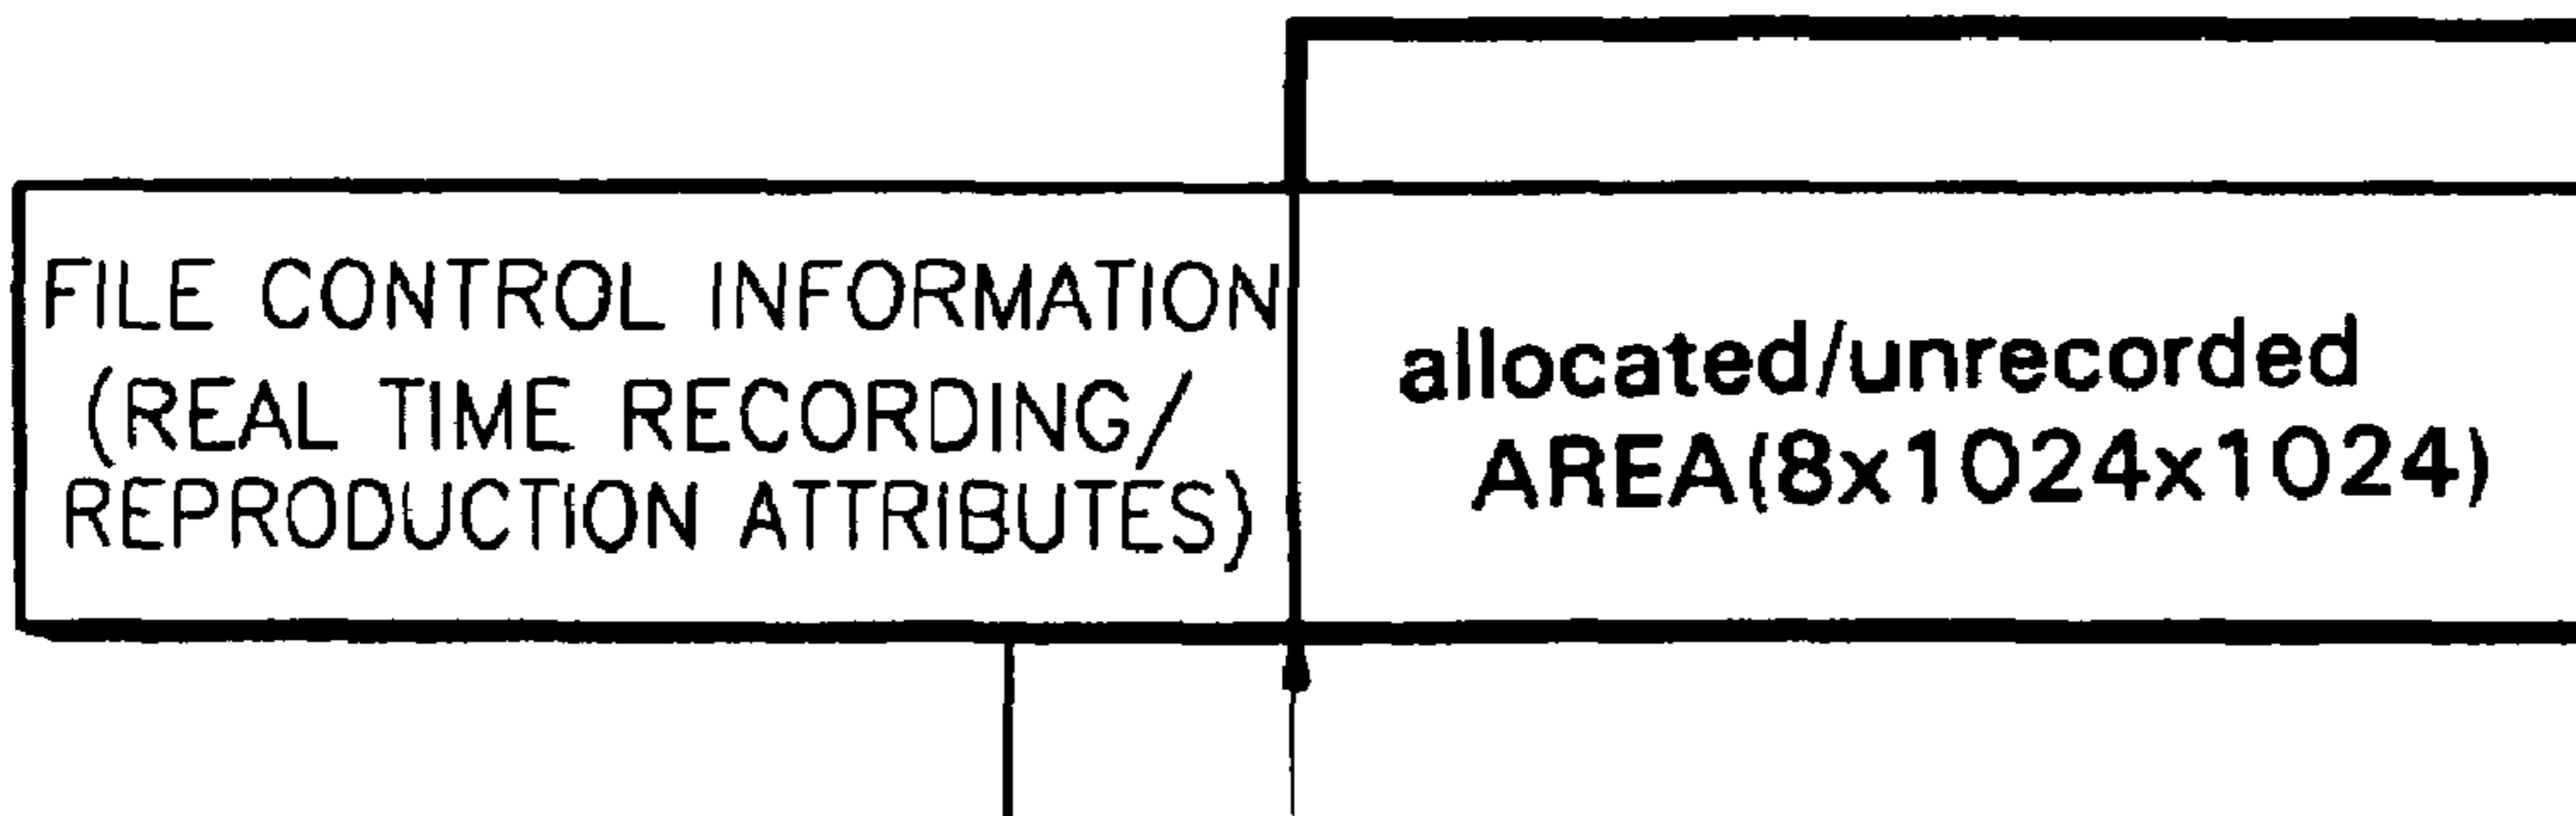 FILE CONTROL INFORMATION
(REAL TIME RECORDING/
REPRODUCTION ATTRIBUTES)
allocated/unrecorded
AREA(8x1024x1024)